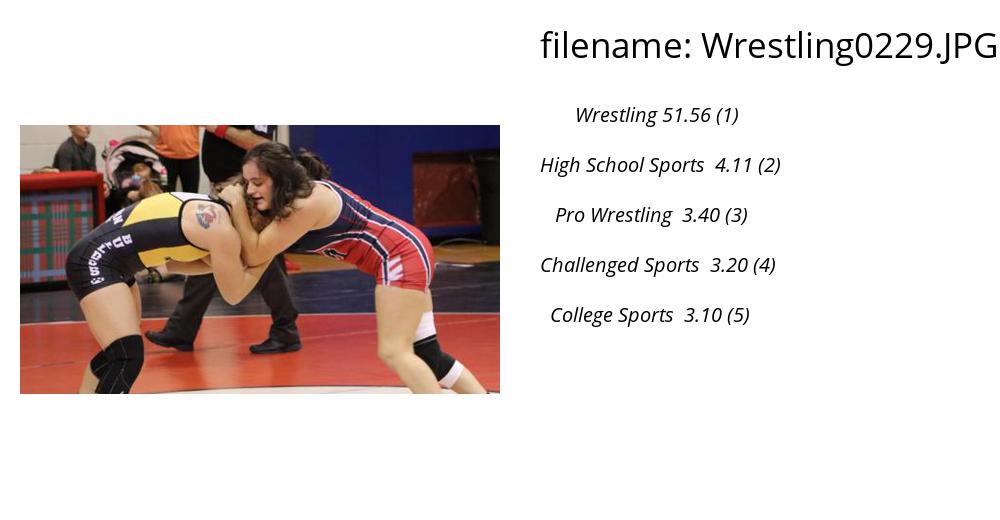 filename: Wrestling0229.JPG
Wrestling 51.56 (1)
High School Sports 4.11 (2)
Pro Wrestling 3.40 (3)
Challenged Sports 3.20 (4)
College Sports 3.10 (5)